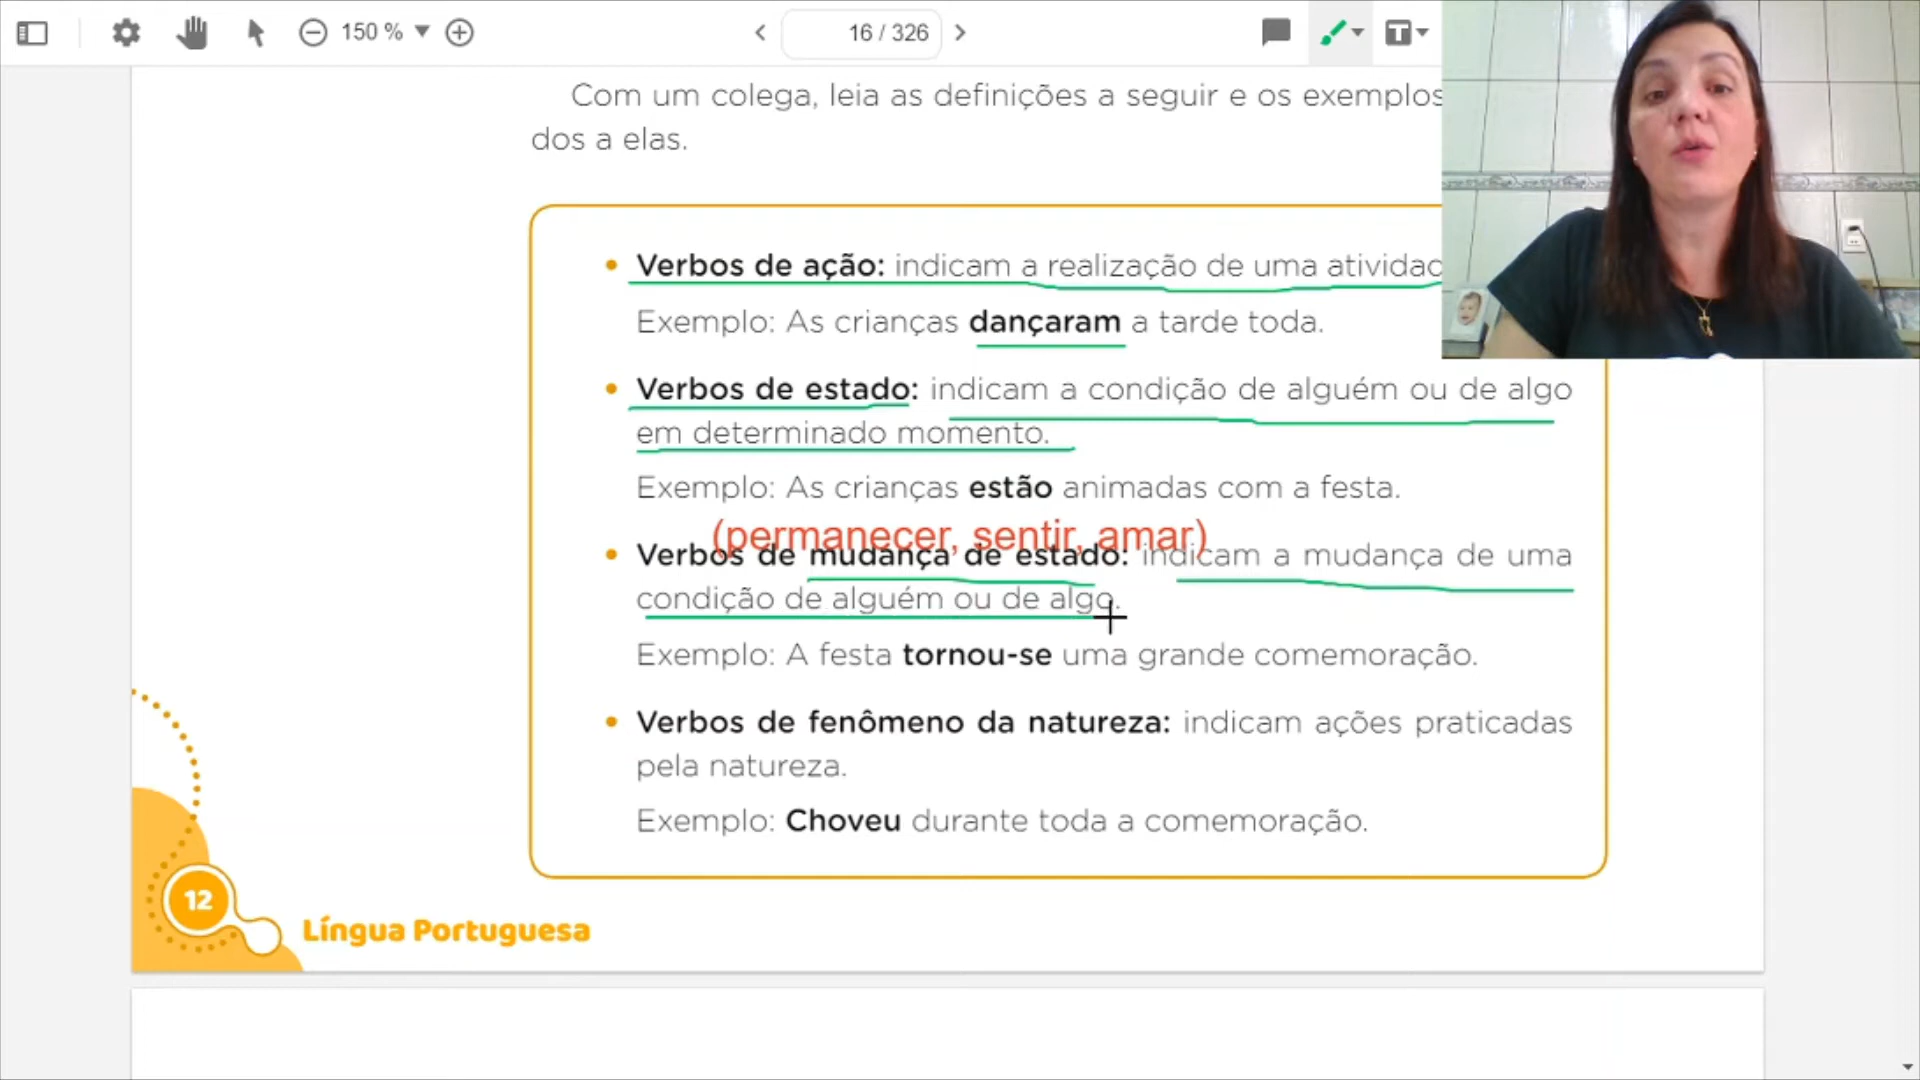 150 %
16 / 326
Com um colega, leia as definições a seguir e os exemplos
dos a elas.
• Verbos de ação: indicam a realização de uma ativida
Exemplo: As crianças dançaram a tarde toda.
• Verbos de estado: indicam a condição de alguém ou de algo
em determinado momento.
Exemplo: As crianças estão animadas com a festa.
(permanecer, sentir, amar)
• Verbos de mudança de estado: indicam a mudança de uma
condição de alguém ou de algo.
Exemplo: A festa tornou-se uma grande comemoração.
• Verbos de fenômeno da natureza: indicam ações praticadas
pela natureza.
Exemplo: Choveu durante toda a comemoração.
12
Língua Portuguesa